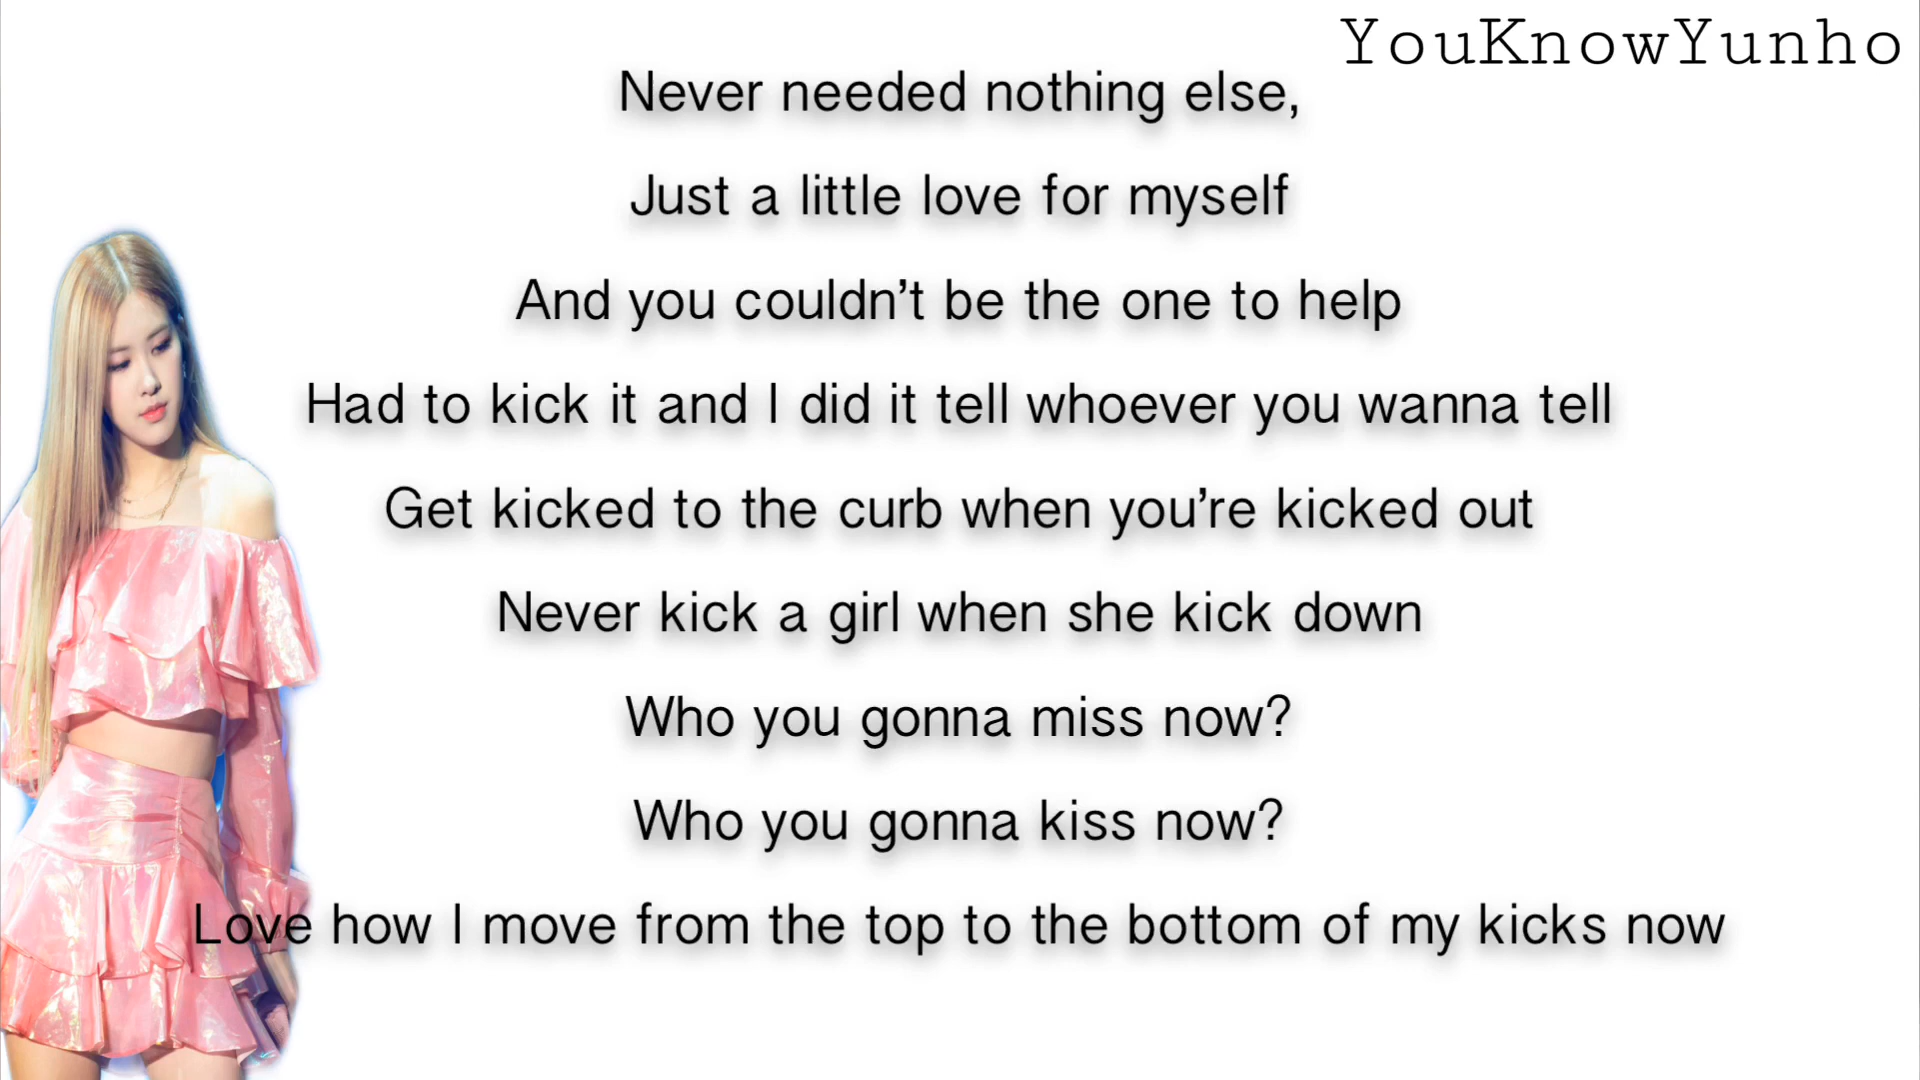 YouKnowYunho
Never needed nothing else,
Just a little love for myself
And you couldn’t be the one to help
Had to kick it and I did it tell whoever you wanna tell
Get kicked to the curb when you’re kicked out
Never kick a girl when she kick down
Who you gonna miss now?
Who you gonna kiss now?
Love how I move from the top to the bottom of my kicks now